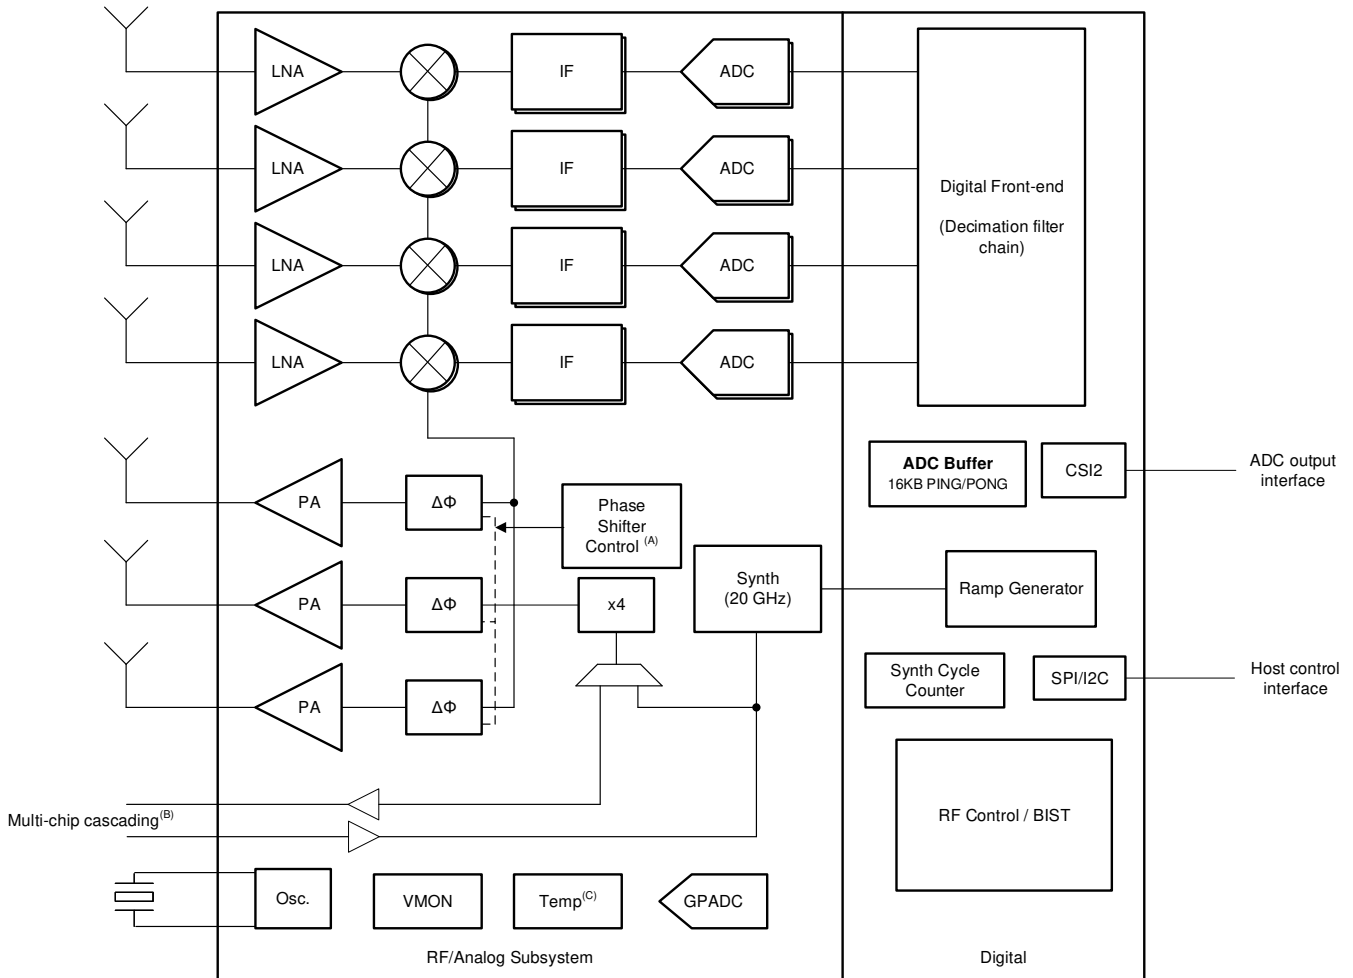 LNA
IF
ADC
LNA
IF
ADC
LNA
IF
ADC
LNA
IF
ADC
Digital Front-end
(Decimation filter
chain)
PA
ΔΦ
Phase
Shifter
Control (A)
ADC Buffer
16KB PING/PONG
CSI2
ADC output
interface
PA
ΔΦ
x4
Synth
(20 GHz)
Ramp Generator
PA
ΔΦ
Synth Cycle
Counter
SPI/I2C
Host control
interface
Multi-chip cascading(B)
RF Control / BIST
Osc.
VMON
Temp(C)
GPADC
RF/Analog Subsystem
Digital